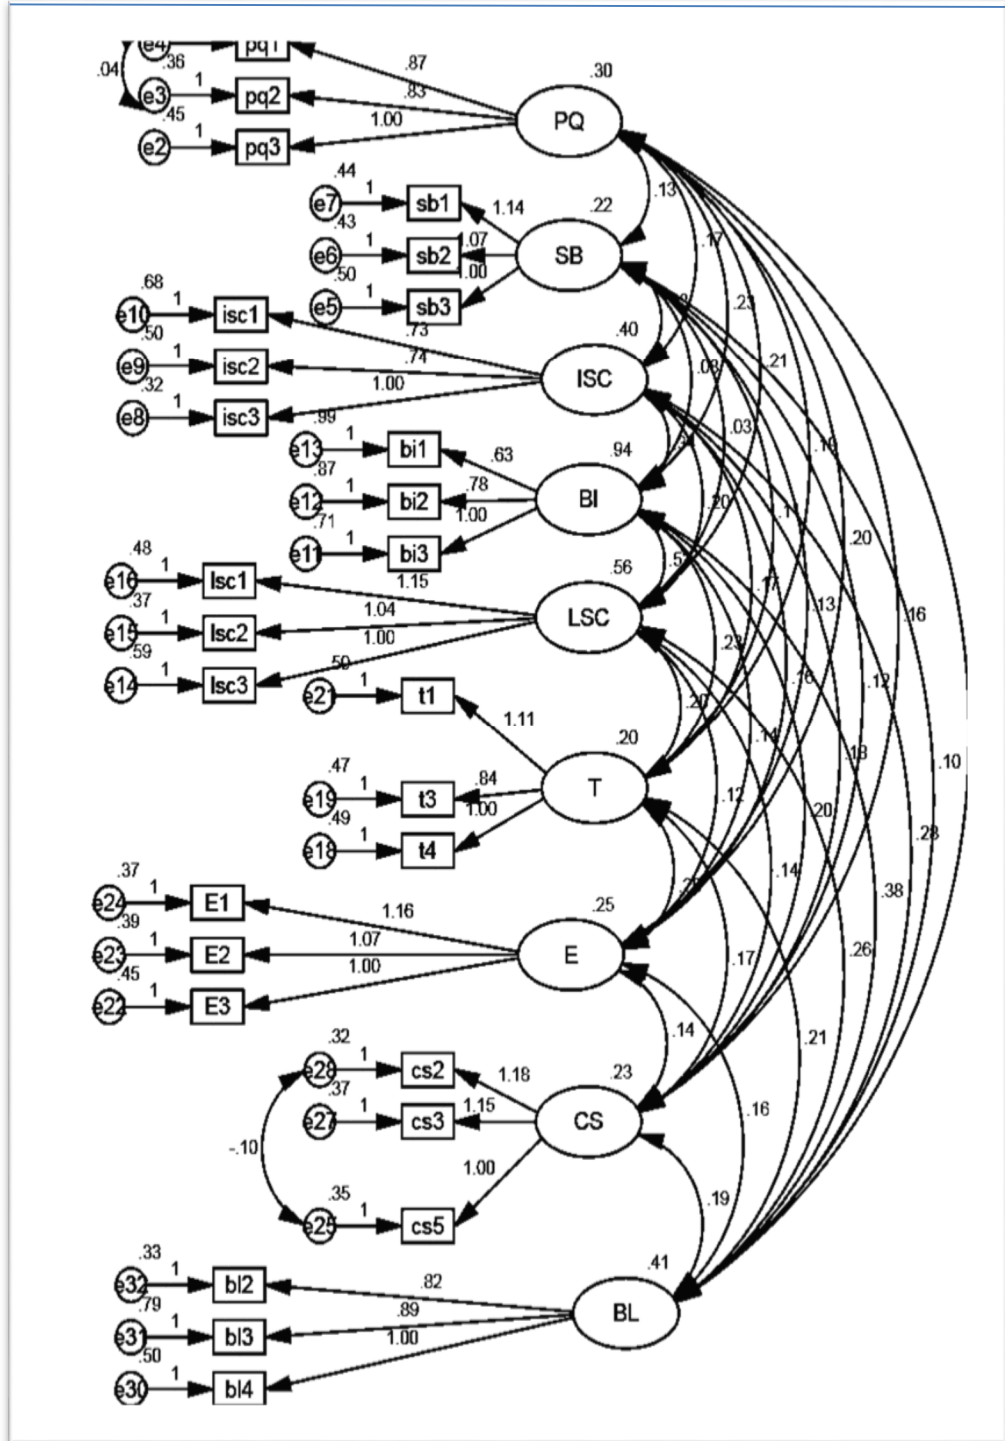 e4 pq1
.36 .87 .30
.04 .83
e3 1 pq2 PQ
.45 1.00
e2 1 pq3
.44 .13
e7 1 sb1 1.14 .22
.43 .17
e6 1 sb2 1.07 SB
.50 1.00
.68 .23
e10 1 isc1 e5 1 sb3
.50 .73 .40
e9 1 isc2 .74 .21
.32 1.00 ISC .08
e8 1 isc3
.99 .03
e13 1 bi1 .63 .94
.87 .78
e12 1 bi2 BI .20
.71 1.00
e11 1 bi3 .20
.48 .56
e16 1 lsc1 1.15 .17
.37 1.04 .13 .16
e15 1 lsc2 1.00 LSC
.59 .23
e14 1 lsc3 .50 .12
e21 1 t1
1.11 .20 .14
.18
.47 .84 .10
e19 1 t3 T .12
.49 1.00 .20
e18 1 t4 .28
.37 .14
e24 1 E1 1.16 .25 .38
.39 1.07
e23 1 E2 E .17 .26
.45 1.00
e22 1 E3
.32 .14 .21
e28 1 cs2 1.18 .23
.37 1.15
e27 1 cs3 CS .16
-.10
1.00
.35 .19
e25 1 cs5
.33 .41
e32 1 bl2 .82
.79 .89
e31 1 bl3 BL
.50 1.00
e30 1 bl4